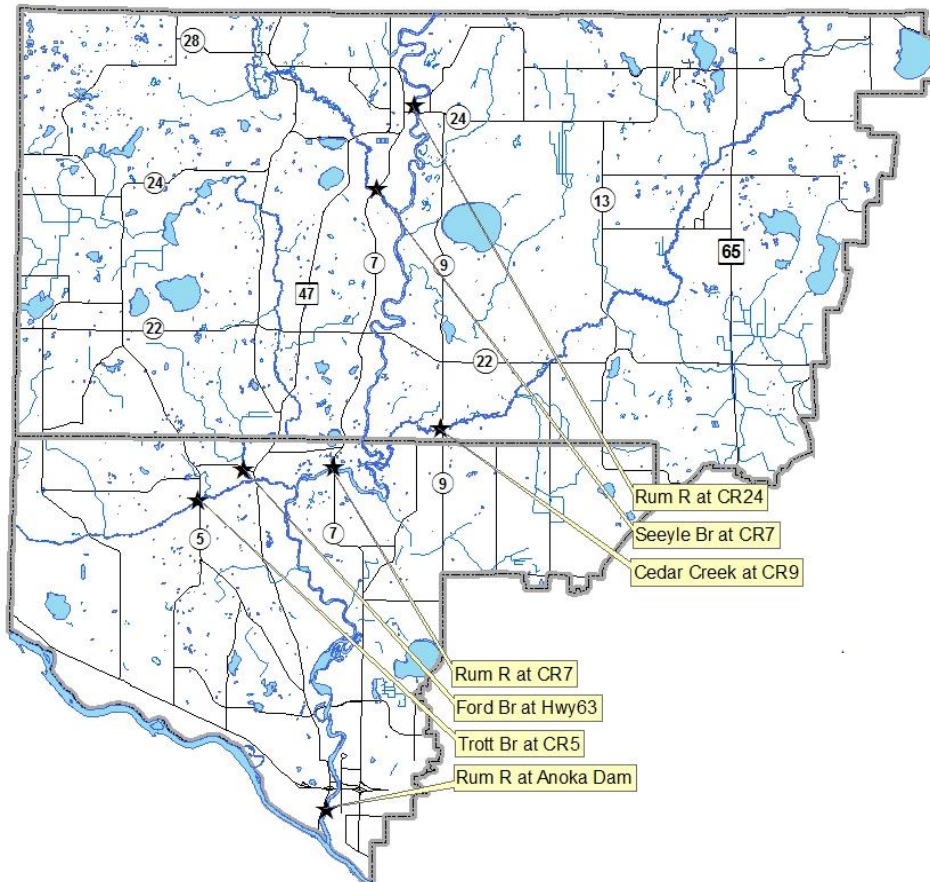 28
24
24
13
65
7
9
47
22
22
9
5
7
Rum R at CR24
Seeyle Br at CR7
Cedar Creek at CR9
Rum R at CR7
Ford Br at Hwy63
Trott Br at CR5
Rum R at Anoka Dam